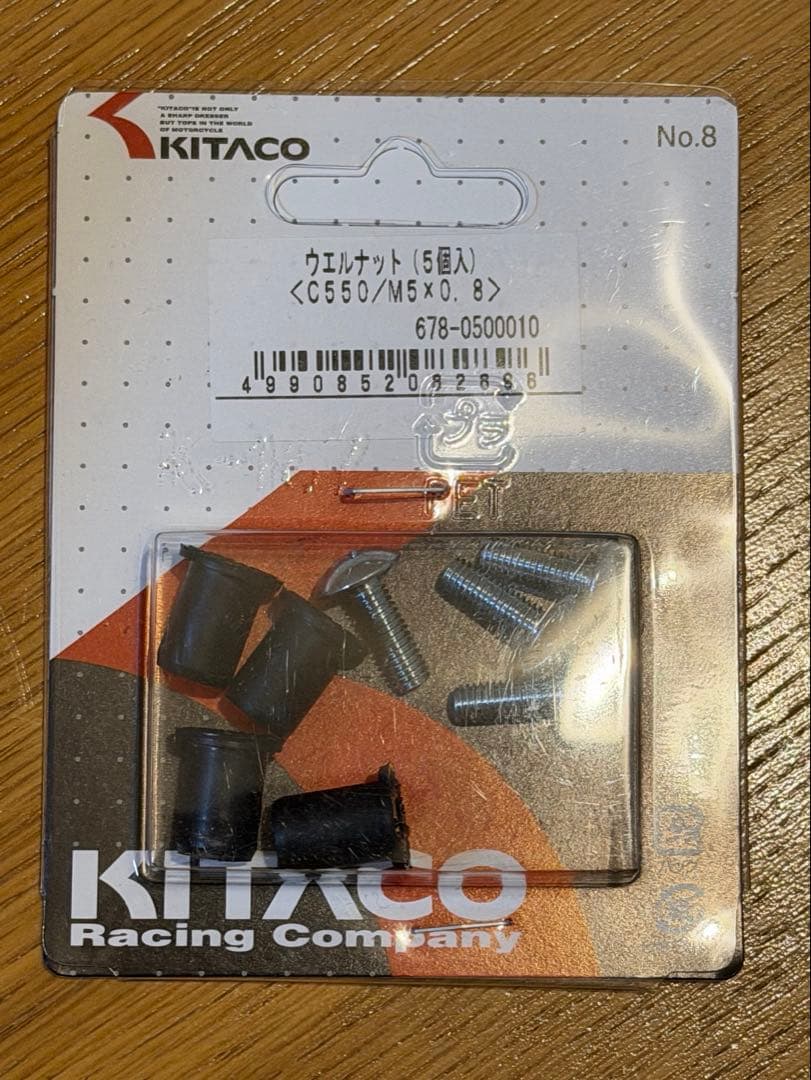 "KITACO" IS NOT ONLY
A SHARP DRESSER
BUT TOPS IN THE WORLD
OF MOTORCYCLE
KITACO
No.8
ウエルナット(5個入)
<C550/M5×0.8>
678-0500010
4990852082698
プラ
PET
KITACO
Racing Company